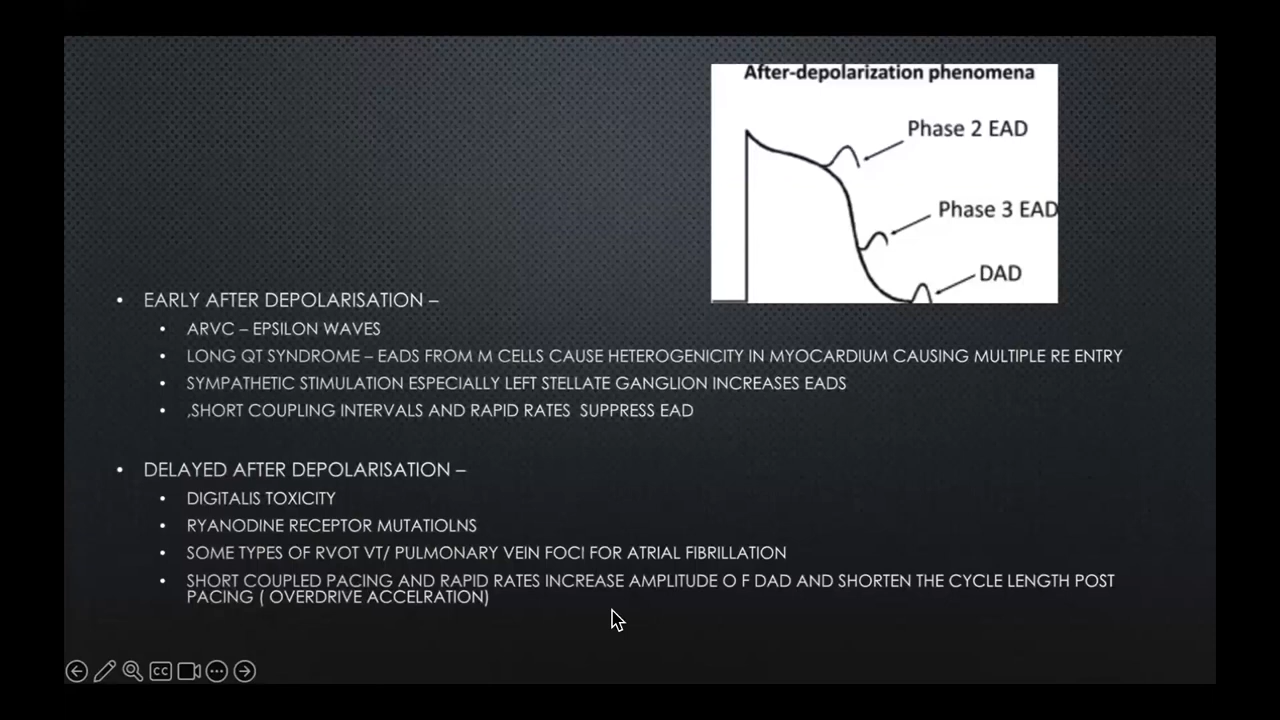 After-depolarization phenomena
Phase 2 EAD
Phase 3 EAD
DAD
• EARLY AFTER DEPOLARISATION –
• ARVC – EPSILON WAVES
• LONG QT SYNDROME – EADS FROM M CELLS CAUSE HETEROGENICITY IN MYOCARDIUM CAUSING MULTIPLE RE ENTRY
• SYMPATHETIC STIMULATION ESPECIALLY LEFT STELLATE GANGLION INCREASES EADS
• ,SHORT COUPLING INTERVALS AND RAPID RATES SUPPRESS EAD
• DELAYED AFTER DEPOLARISATION –
• DIGITALIS TOXICITY
• RYANODINE RECEPTOR MUTATIOLNS
• SOME TYPES OF RVOT VT/ PULMONARY VEIN FOCI FOR ATRIAL FIBRILLATION
• SHORT COUPLED PACING AND RAPID RATES INCREASE AMPLITUDE O F DAD AND SHORTEN THE CYCLE LENGTH POST
PACING ( OVERDRIVE ACCELRATION)
CC